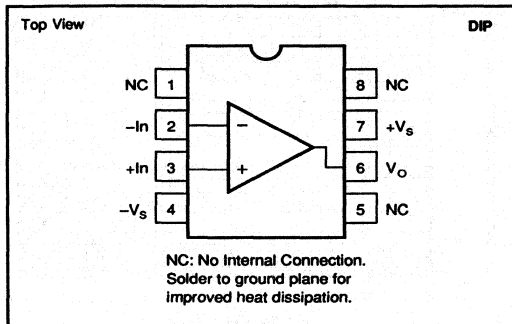 Top View DIP
NC 1 8 NC
–In 2 – 7 +VS
+In 3 + 6 VO
–VS 4 5 NC
NC: No Internal Connection.
Solder to ground plane for
improved heat dissipation.